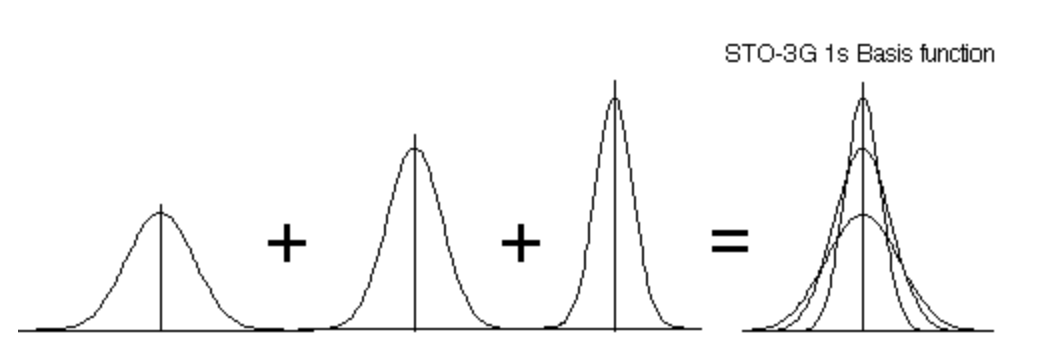 STO-3G 1s Basis function
+ + =